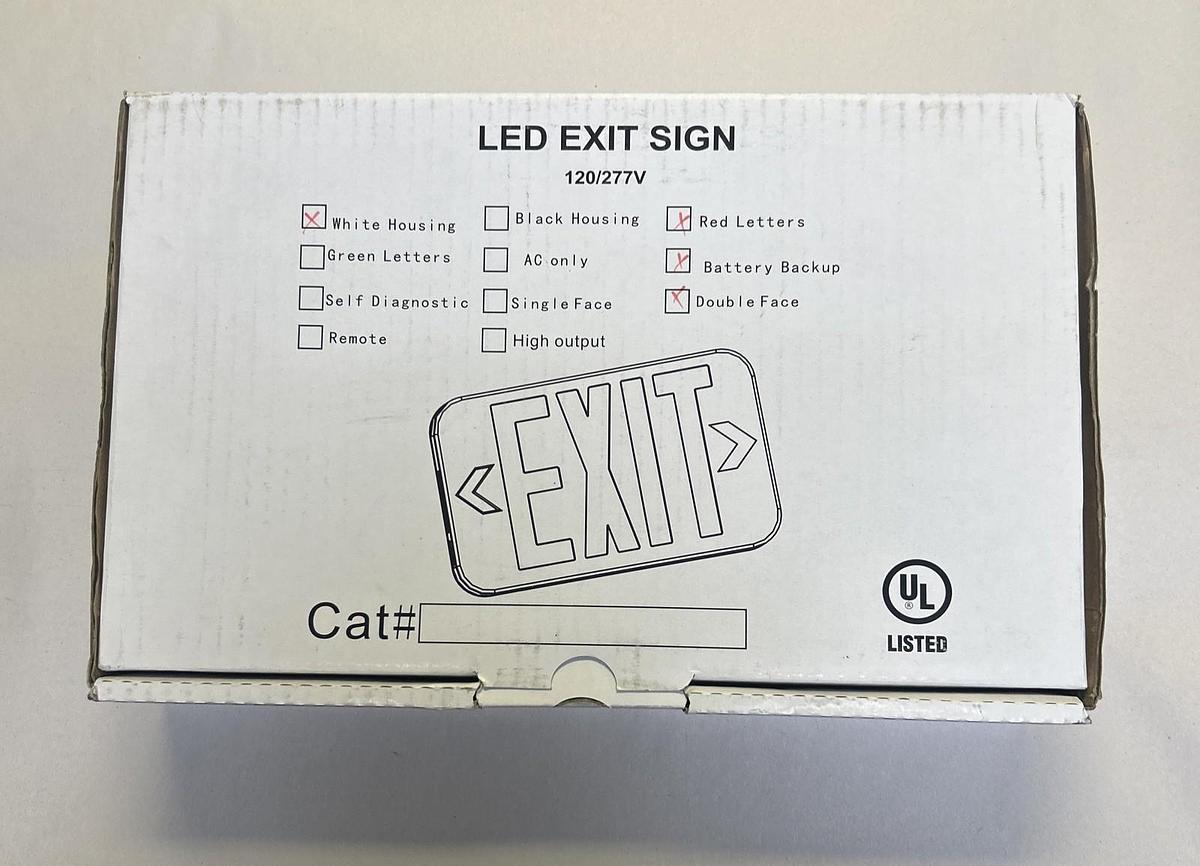 LED EXIT SIGN
120/277V
White Housing Black Housing Red Letters
Green Letters AC only Battery Backup
Self Diagnostic Single Face Double Face
Remote High output
EXIT
Cat#
UL
®
LISTED